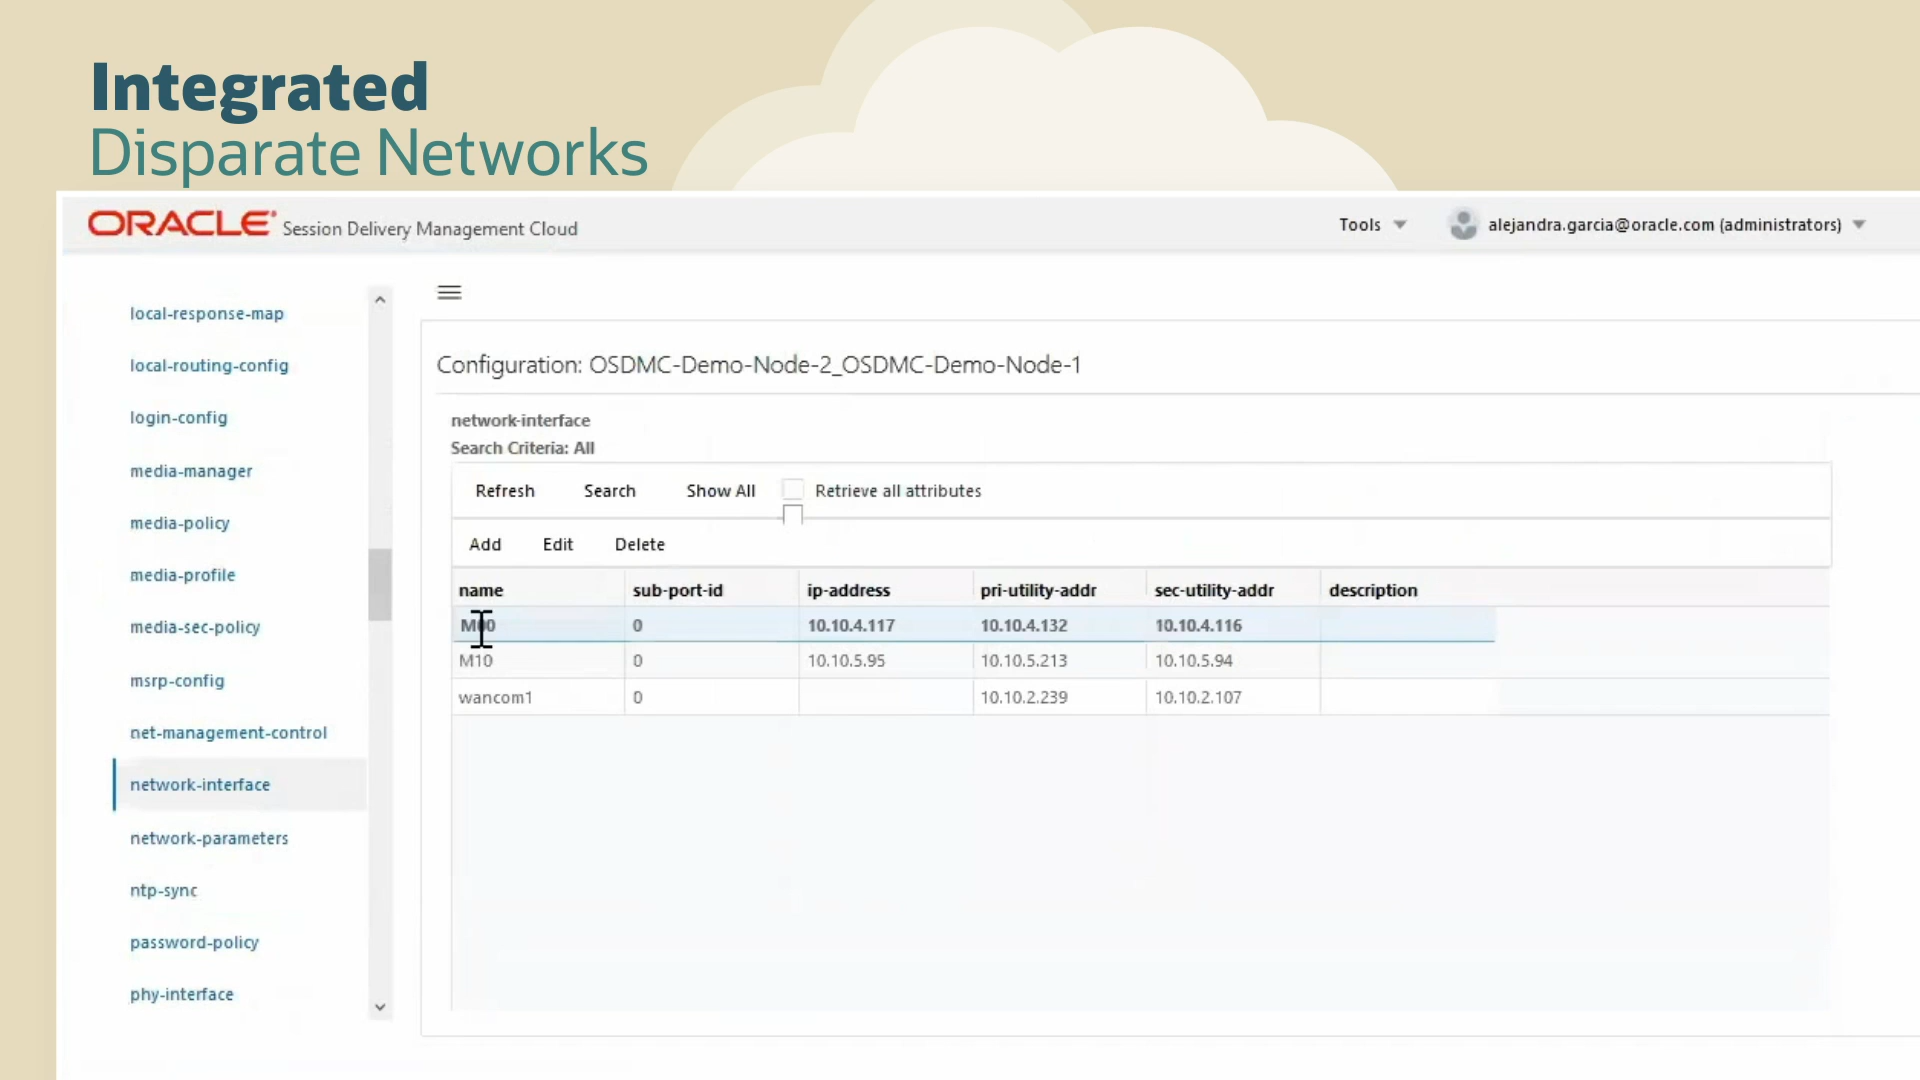 Integrated
Disparate Networks
ORACLE® Session Delivery Management Cloud
Tools
alejandra.garcia@oracle.com (administrators)
local-response-map
local-routing-config
login-config
media-manager
media-policy
media-profile
media-sec-policy
msrp-config
net-management-control
network-interface
network-parameters
ntp-sync
password-policy
phy-interface
Configuration: OSDMC-Demo-Node-2_OSDMC-Demo-Node-1
network-interface
Search Criteria: All
Refresh Search Show All Retrieve all attributes
Add Edit Delete
name sub-port-id ip-address pri-utility-addr sec-utility-addr description
M00 0 10.10.4.117 10.10.4.132 10.10.4.116
M10 0 10.10.5.95 10.10.5.213 10.10.5.94
wancom1 0 10.10.2.239 10.10.2.107